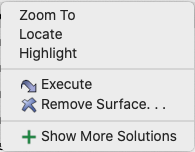 Zoom To
Locate
Highlight
Execute
Remove Surface. . .
Show More Solutions